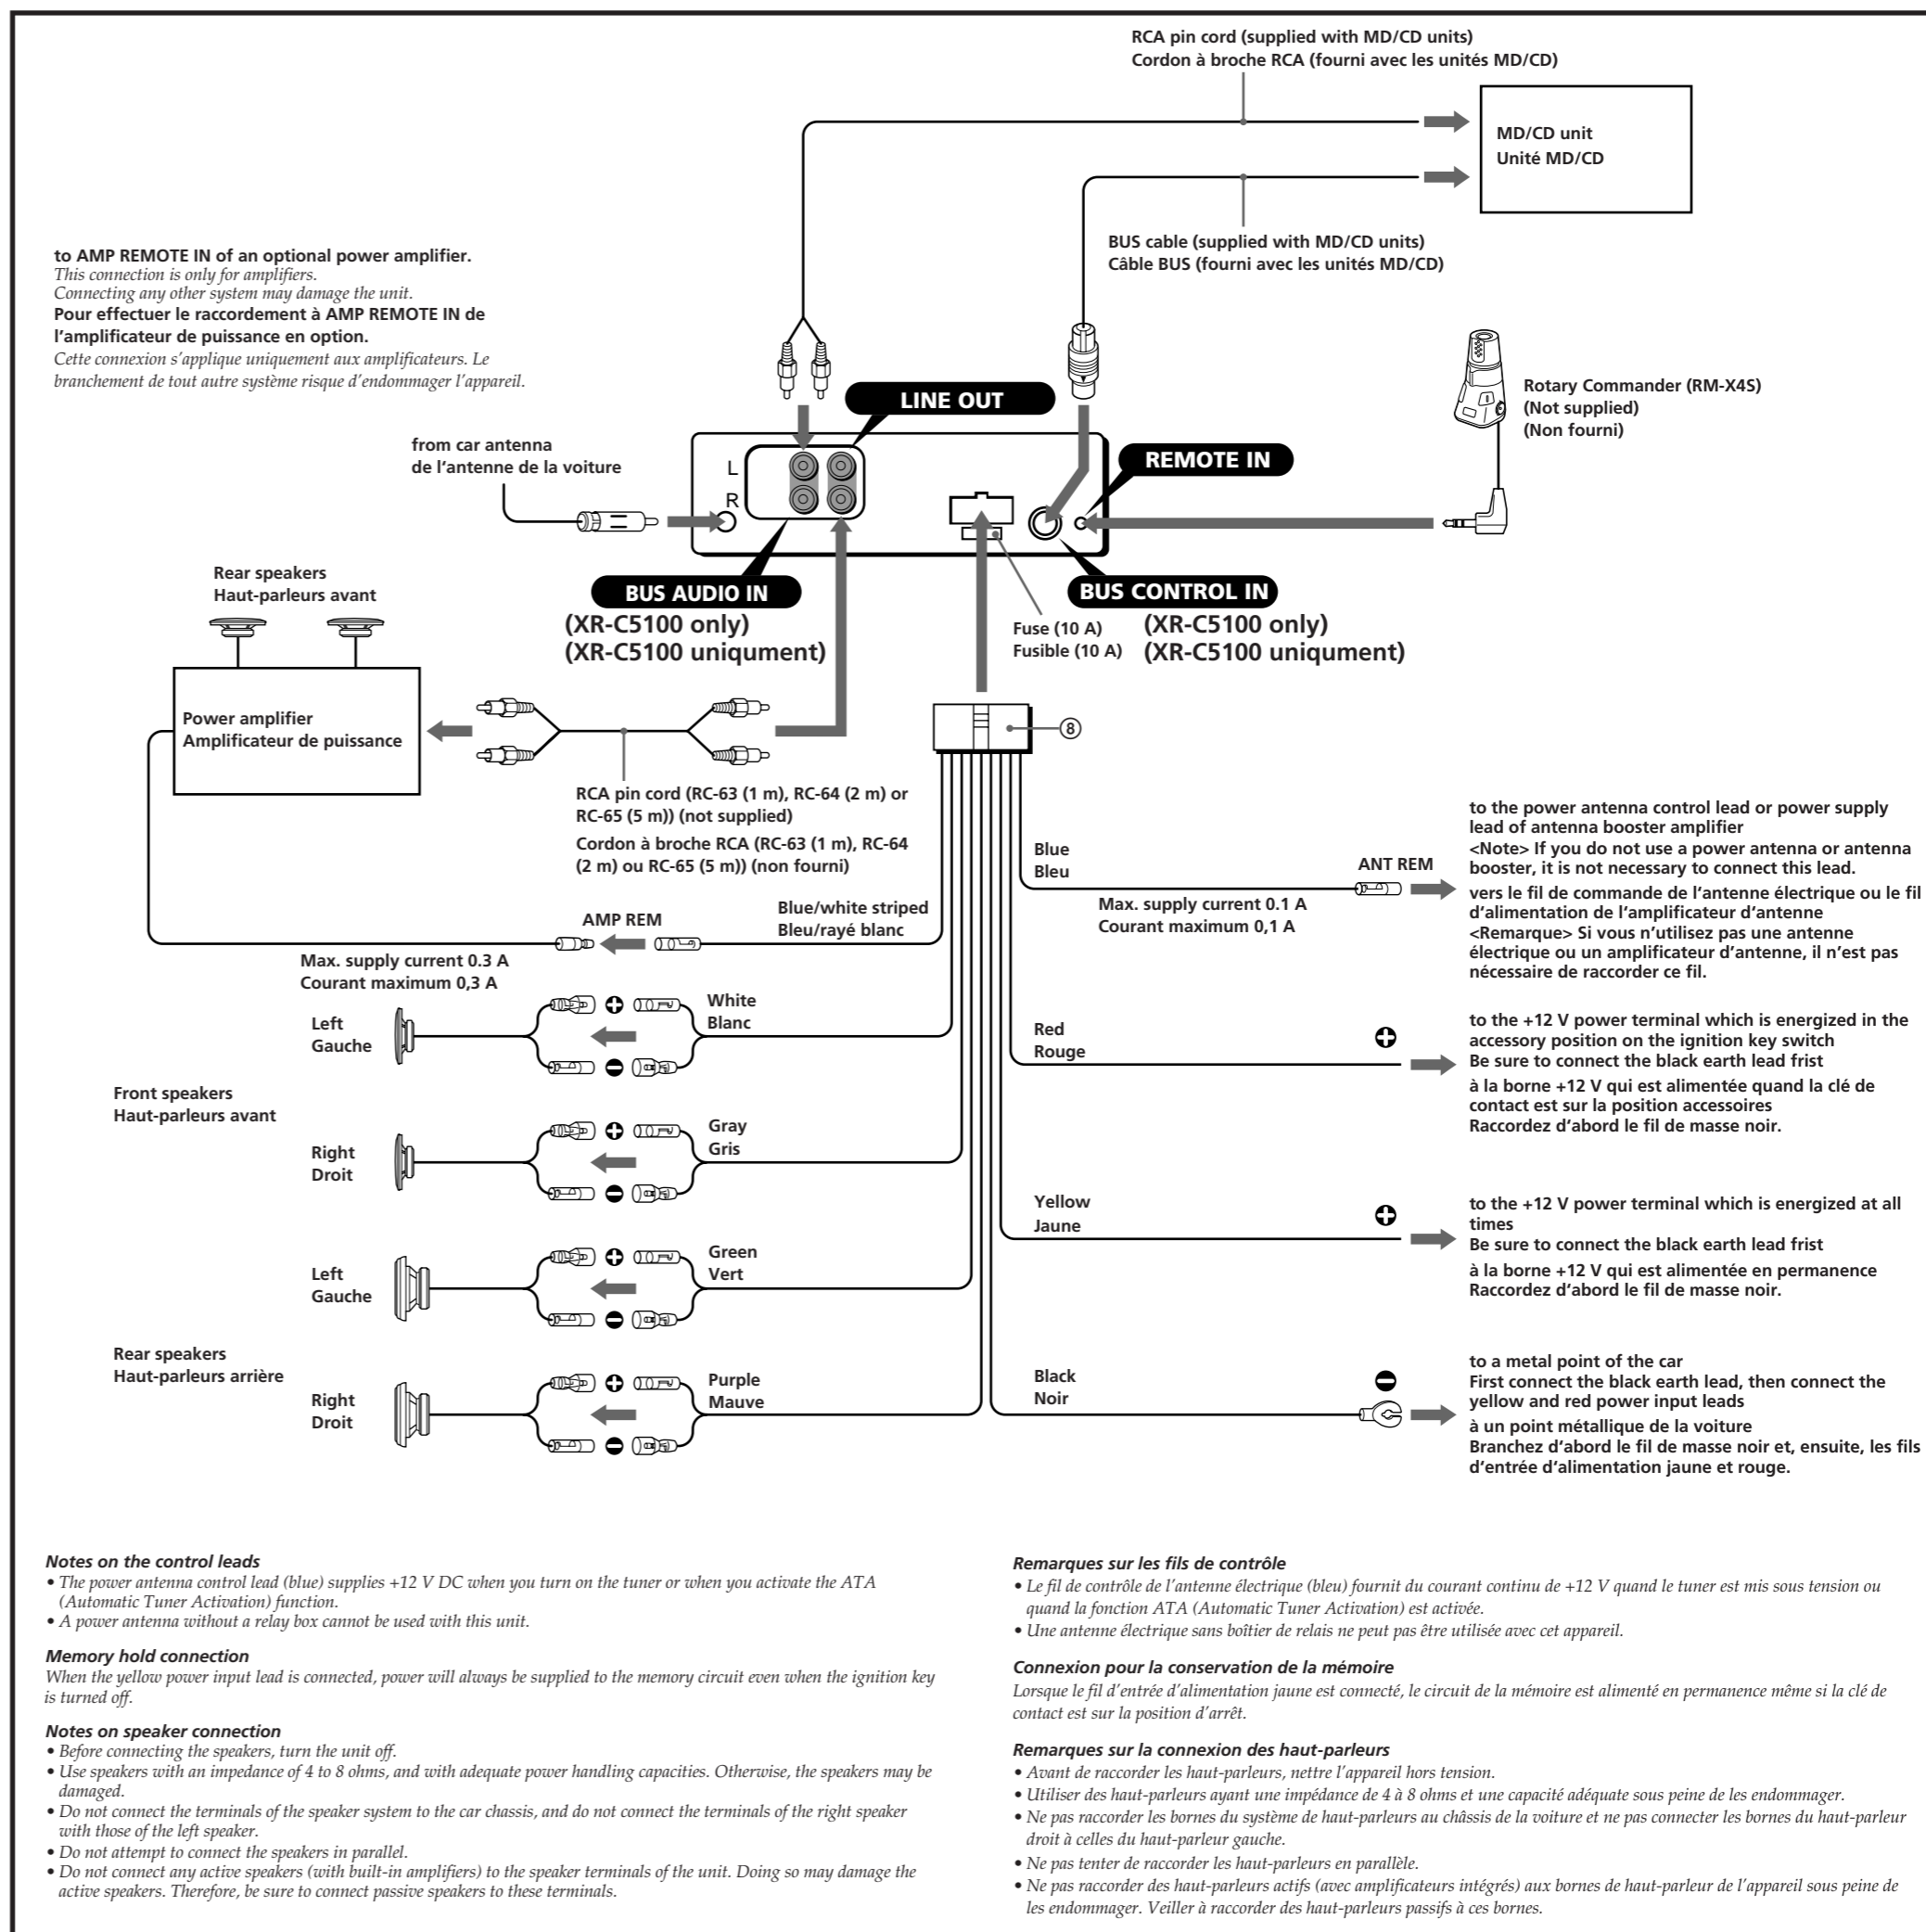 RCA pin cord (supplied with MD/CD units)
Cordon à broche RCA (fourni avec les unités MD/CD)
MD/CD unit
Unité MD/CD
BUS cable (supplied with MD/CD units)
Câble BUS (fourni avec les unités MD/CD)
to AMP REMOTE IN of an optional power amplifier.
This connection is only for amplifiers.
Connecting any other system may damage the unit.
Pour effectuer le raccordement à AMP REMOTE IN de
l'amplificateur de puissance en option.
Cette connexion s'applique uniquement aux amplificateurs. Le
branchement de tout autre système risque d'endommager l'appareil.
Rotary Commander (RM-X4S)
(Not supplied)
(Non fourni)
LINE OUT
from car antenna
de l'antenne de la voiture
L
R
REMOTE IN
Rear speakers
Haut-parleurs avant
BUS AUDIO IN
(XR-C5100 only)
(XR-C5100 uniqument)
Fuse (10 A)
Fusible (10 A)
BUS CONTROL IN
(XR-C5100 only)
(XR-C5100 uniqument)
Power amplifier
Amplificateur de puissance
⑧
RCA pin cord (RC-63 (1 m), RC-64 (2 m) or
RC-65 (5 m)) (not supplied)
Cordon à broche RCA (RC-63 (1 m), RC-64
(2 m) ou RC-65 (5 m)) (non fourni)
AMP REM
Blue/white striped
Bleu/rayé blanc
Max. supply current 0.3 A
Courant maximum 0,3 A
Blue
Bleu
ANT REM
Max. supply current 0.1 A
Courant maximum 0,1 A
to the power antenna control lead or power supply
lead of antenna booster amplifier
<Note> If you do not use a power antenna or antenna
booster, it is not necessary to connect this lead.
vers le fil de commande de l'antenne électrique ou le fil
d'alimentation de l'amplificateur d'antenne
<Remarque> Si vous n'utilisez pas une antenne
électrique ou un amplificateur d'antenne, il n'est pas
nécessaire de raccorder ce fil.
Left
Gauche
White
Blanc
Front speakers
Haut-parleurs avant
Right
Droit
Gray
Gris
Red
Rouge
to the +12 V power terminal which is energized in the
accessory position on the ignition key switch
Be sure to connect the black earth lead frist
à la borne +12 V qui est alimentée quand la clé de
contact est sur la position accessoires
Raccordez d'abord le fil de masse noir.
Left
Gauche
Green
Vert
Yellow
Jaune
to the +12 V power terminal which is energized at all
times
Be sure to connect the black earth lead frist
à la borne +12 V qui est alimentée en permanence
Raccordez d'abord le fil de masse noir.
Rear speakers
Haut-parleurs arrière
Right
Droit
Purple
Mauve
Black
Noir
to a metal point of the car
First connect the black earth lead, then connect the
yellow and red power input leads
à un point métallique de la voiture
Branchez d'abord le fil de masse noir et, ensuite, les fils
d'entrée d'alimentation jaune et rouge.
Notes on the control leads
• The power antenna control lead (blue) supplies +12 V DC when you turn on the tuner or when you activate the ATA
(Automatic Tuner Activation) function.
• A power antenna without a relay box cannot be used with this unit.
Memory hold connection
When the yellow power input lead is connected, power will always be supplied to the memory circuit even when the ignition key
is turned off.
Notes on speaker connection
• Before connecting the speakers, turn the unit off.
• Use speakers with an impedance of 4 to 8 ohms, and with adequate power handling capacities. Otherwise, the speakers may be
damaged.
• Do not connect the terminals of the speaker system to the car chassis, and do not connect the terminals of the right speaker
with those of the left speaker.
• Do not attempt to connect the speakers in parallel.
• Do not connect any active speakers (with built-in amplifiers) to the speaker terminals of the unit. Doing so may damage the
active speakers. Therefore, be sure to connect passive speakers to these terminals.
Remarques sur les fils de contrôle
• Le fil de contrôle de l'antenne électrique (bleu) fournit du courant continu de +12 V quand le tuner est mis sous tension ou
quand la fonction ATA (Automatic Tuner Activation) est activée.
• Une antenne électrique sans boîtier de relais ne peut pas être utilisée avec cet appareil.
Connexion pour la conservation de la mémoire
Lorsque le fil d'entrée d'alimentation jaune est connecté, le circuit de la mémoire est alimenté en permanence même si la clé de
contact est sur la position d'arrêt.
Remarques sur la connexion des haut-parleurs
• Avant de raccorder les haut-parleurs, nettre l'appareil hors tension.
• Utiliser des haut-parleurs ayant une impédance de 4 à 8 ohms et une capacité adéquate sous peine de les endommager.
• Ne pas raccorder les bornes du système de haut-parleurs au châssis de la voiture et ne pas connecter les bornes du haut-parleur
droit à celles du haut-parleur gauche.
• Ne pas tenter de raccorder les haut-parleurs en parallèle.
• Ne pas raccorder des haut-parleurs actifs (avec amplificateurs intégrés) aux bornes de haut-parleur de l'appareil sous peine de
les endommager. Veiller à raccorder des haut-parleurs passifs à ces bornes.